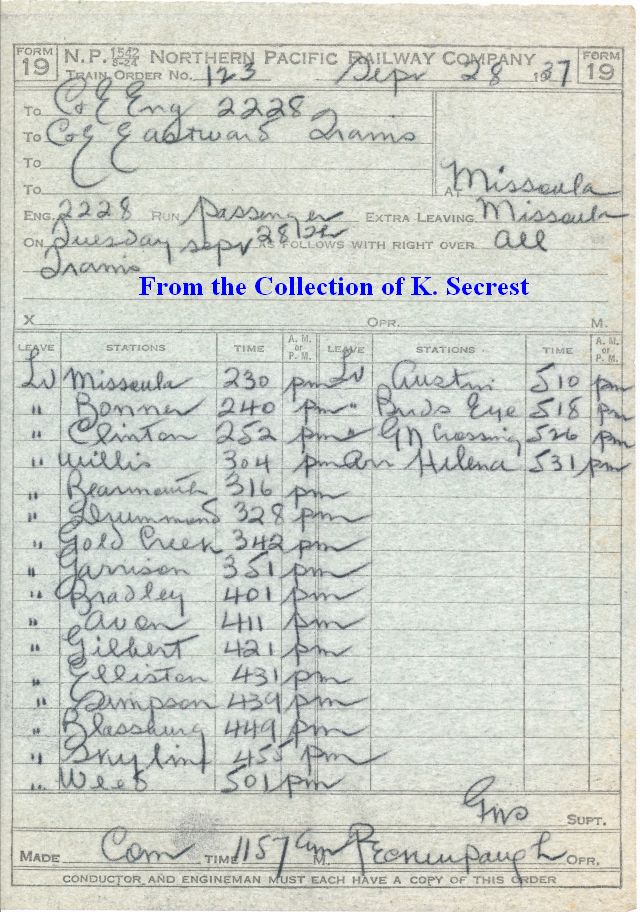 FORM 19 N.P. 1542 8-24 NORTHERN PACIFIC RAILWAY COMPANY FORM 19
TRAIN ORDER NO. 123 Sept 28 1937
To C&E Eng 2228
To C&E Eastward Trains
To
To
AT Missoula
ENG. 2228 RUN Passenger EXTRA LEAVING Missoula
ON Tuesday Sept 28th AS FOLLOWS WITH RIGHT OVER all
Trains
From the Collection of K. Secrest
X OPR. M.
LEAVE STATIONS TIME A. M. or P. M. LEAVE STATIONS TIME A. M. or P. M.
Lv Missoula 230 pm Lv Austin 510 pm
" Bonner 240 pm " Birds Eye 518 pm
" Clinton 252 pm " GN Crossing 526 pm
" Willis 304 pm Arr Helena 531 pm
" Bearmouth 316 pm
" Drummond 328 pm
" Gold Creek 342 pm
" Garrison 351 pm
" Bradley 401 pm
" Avon 411 pm
" Gilbert 421 pm
" Elliston 431 pm
" Simpson 439 pm
" Blossburg 449 pm
" Skyline 455 pm
" Weed 501 pm
SUPT.
MADE Com TIME 1157 am M. OPR.
CONDUCTOR AND ENGINEMAN MUST EACH HAVE A COPY OF THIS ORDER